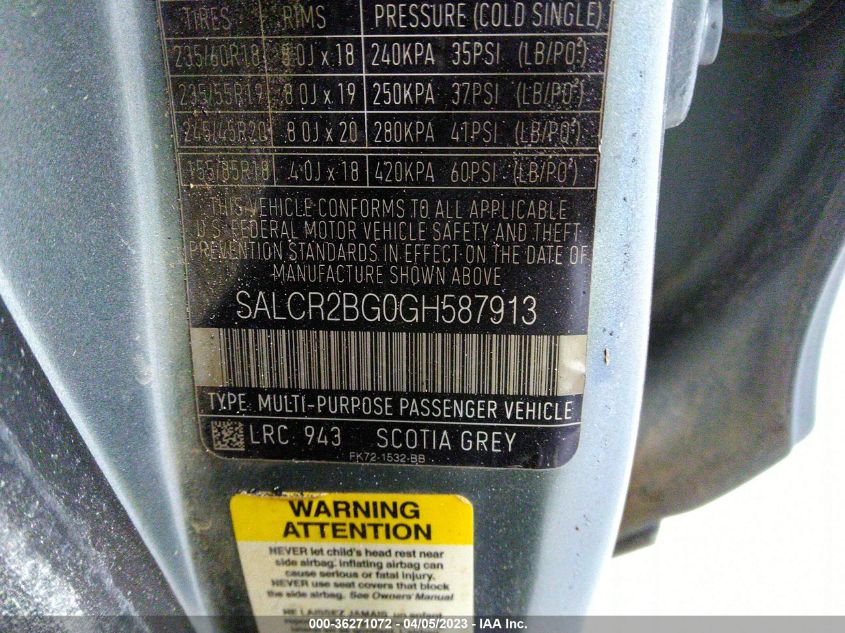 TIRES RIMS PRESSURE (COLD SINGLE)
235/60R18 8.0J x 18 240KPA 35PSI (LB/PO²)
235/55R19 8.0J x 19 250KPA 37PSI (LB/PO²)
245/45R20 8.0J x 20 280KPA 41PSI (LB/PO²)
155/85R18 4.0J x 18 420KPA 60PSI (LB/PO²)
THIS VEHICLE CONFORMS TO ALL APPLICABLE
U.S. FEDERAL MOTOR VEHICLE SAFETY AND THEFT
PREVENTION STANDARDS IN EFFECT ON THE DATE OF
MANUFACTURE SHOWN ABOVE
SALCR2BG0GH587913
TYPE: MULTI-PURPOSE PASSENGER VEHICLE
LRC. 943 SCOTIA GREY
FK72-1532-BB
WARNING
ATTENTION
NEVER let child's head rest near
side airbag, inflating airbag can
cause serious or fatal injury.
NEVER use seat covers that block
the side airbag. See Owners Manual
NE LAISSEZ JAMAIS un enfant
000-36271072 - 04/05/2023 - IAA Inc.